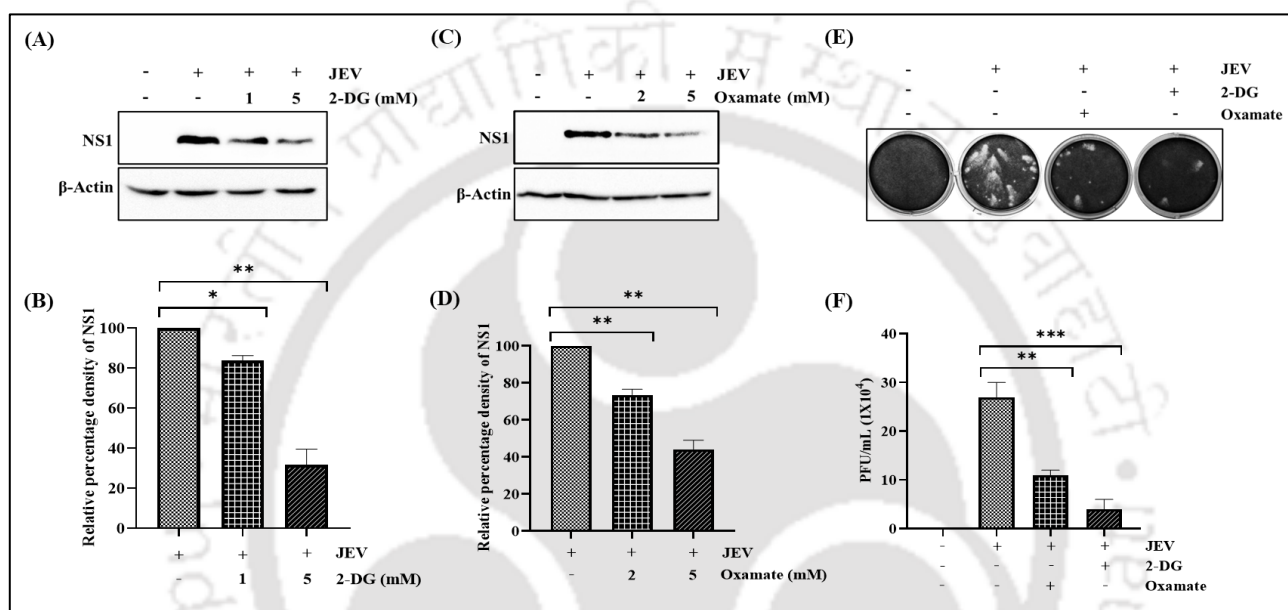 (A)
- + + + JEV
- - 1 5 2-DG (mM)
NS1
β-Actin
(C)
- + + + JEV
- - 2 5 Oxamate (mM)
NS1
β-Actin
(E)
- + + + JEV
- - - + 2-DG
- - + - Oxamate
(B)
**
*
Relative percentage density of NS1
100
80
60
40
20
0
+ + + JEV
- 1 5 2-DG (mM)
(D)
**
**
Relative percentage density of NS1
100
80
60
40
20
0
+ + + JEV
- 2 5 Oxamate (mM)
(F)
***
**
PFU/mL (1X10⁴)
40
30
20
10
0
- + + + JEV
- - - + 2-DG
- - + - Oxamate